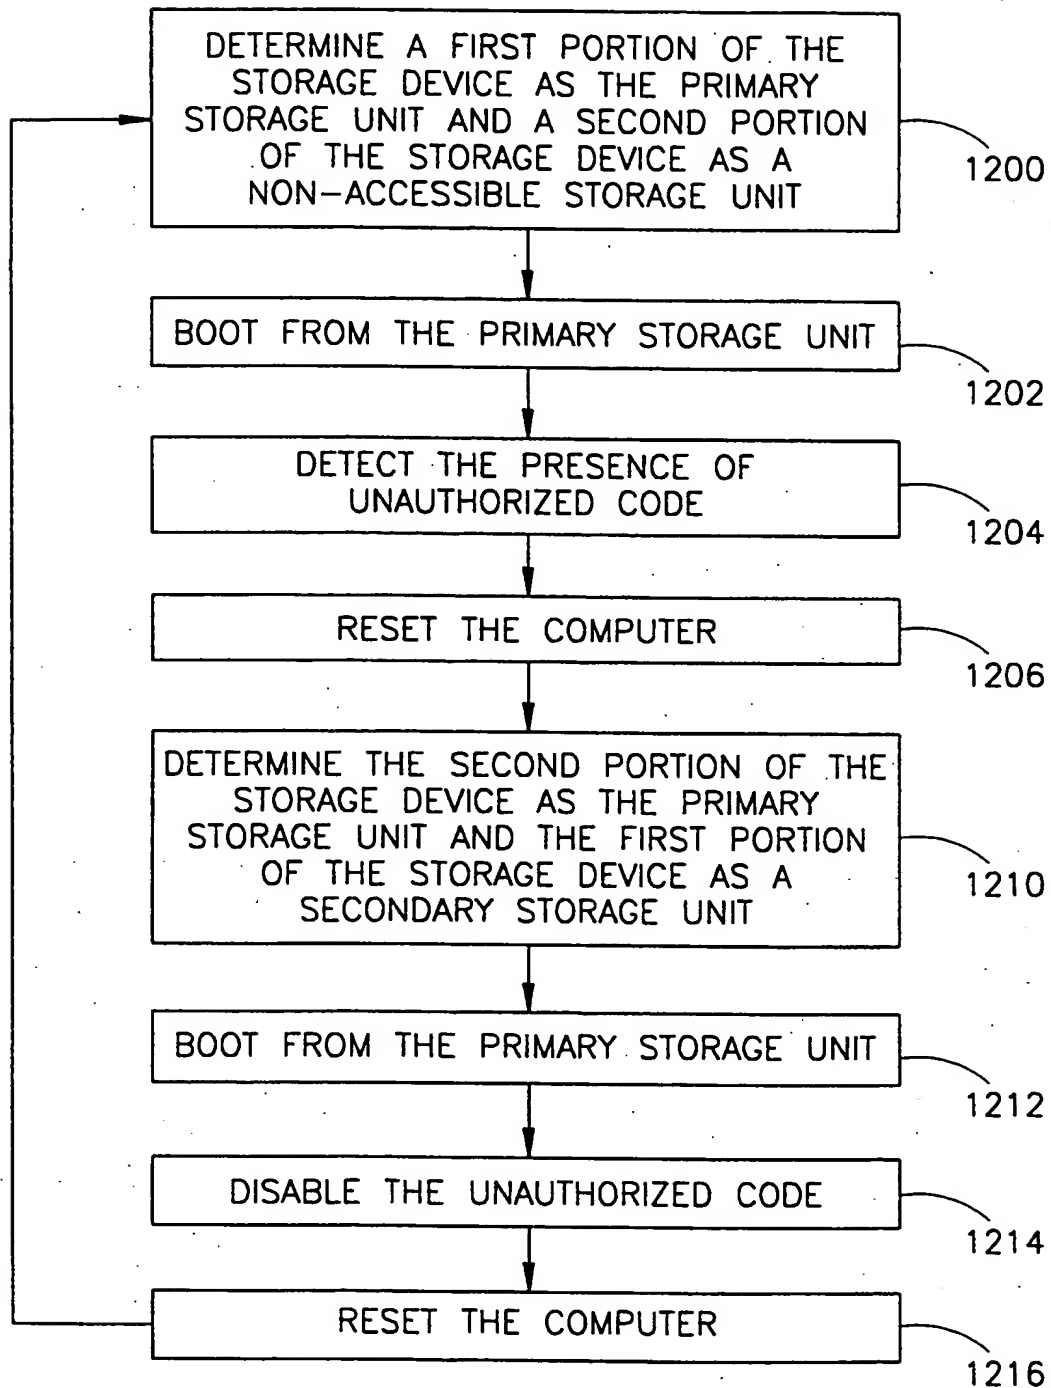 DETERMINE A FIRST PORTION OF THE
STORAGE DEVICE AS THE PRIMARY
STORAGE UNIT AND A SECOND PORTION
OF THE STORAGE DEVICE AS A
NON-ACCESSIBLE STORAGE UNIT
1200
BOOT FROM THE PRIMARY STORAGE UNIT
1202
DETECT THE PRESENCE OF
UNAUTHORIZED CODE
1204
RESET THE COMPUTER
1206
DETERMINE THE SECOND PORTION OF THE
STORAGE DEVICE AS THE PRIMARY
STORAGE UNIT AND THE FIRST PORTION
OF THE STORAGE DEVICE AS A
SECONDARY STORAGE UNIT
1210
BOOT FROM THE PRIMARY STORAGE UNIT
1212
DISABLE THE UNAUTHORIZED CODE
1214
RESET THE COMPUTER
1216